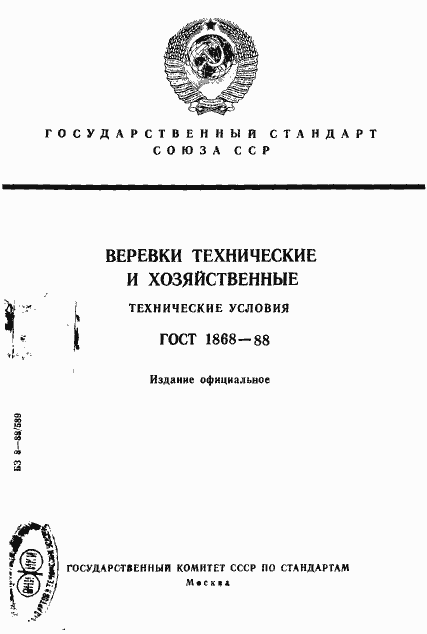 ГОСУДАРСТВЕННЫЙ СТАНДАРТ
СОЮЗА ССР
ВЕРЕВКИ ТЕХНИЧЕСКИЕ
И ХОЗЯЙСТВЕННЫЕ
ТЕХНИЧЕСКИЕ УСЛОВИЯ
ГОСТ 1868—88
Издание официальное
БЗ 8—88/589
ГОСУДАРСТВЕННЫЙ КОМИТЕТ СССР ПО СТАНДАРТАМ
Москва